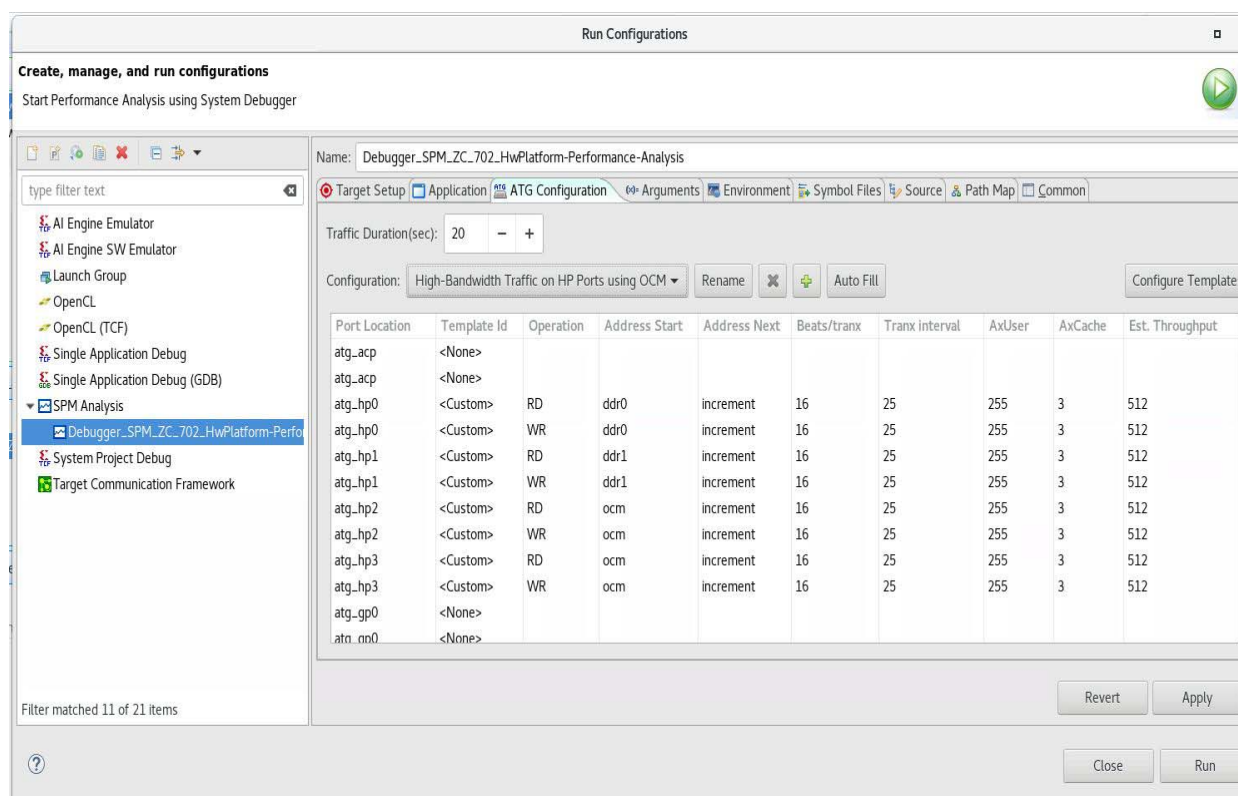 Run Configurations
Create, manage, and run configurations
Start Performance Analysis using System Debugger
type filter text
AI Engine Emulator
AI Engine SW Emulator
Launch Group
OpenCL
OpenCL (TCF)
Single Application Debug
Single Application Debug (GDB)
SPM Analysis
Debugger_SPM_ZC_702_HwPlatform-Perfo
System Project Debug
Target Communication Framework
Filter matched 11 of 21 items
Name: Debugger_SPM_ZC_702_HwPlatform-Performance-Analysis
Target Setup Application ATG Configuration Arguments Environment Symbol Files Source Path Map Common
Traffic Duration(sec): 20 - +
Configuration: High-Bandwidth Traffic on HP Ports using OCM Rename Auto Fill Configure Template
Port Location Template Id Operation Address Start Address Next Beats/tranx Tranx interval AxUser AxCache Est. Throughput
atg_acp <None>
atg_acp <None>
atg_hp0 <Custom> RD ddr0 increment 16 25 255 3 512
atg_hp0 <Custom> WR ddr0 increment 16 25 255 3 512
atg_hp1 <Custom> RD ddr1 increment 16 25 255 3 512
atg_hp1 <Custom> WR ddr1 increment 16 25 255 3 512
atg_hp2 <Custom> RD ocm increment 16 25 255 3 512
atg_hp2 <Custom> WR ocm increment 16 25 255 3 512
atg_hp3 <Custom> RD ocm increment 16 25 255 3 512
atg_hp3 <Custom> WR ocm increment 16 25 255 3 512
atg_gp0 <None>
atg_gp0 <None>
Revert Apply
Close Run